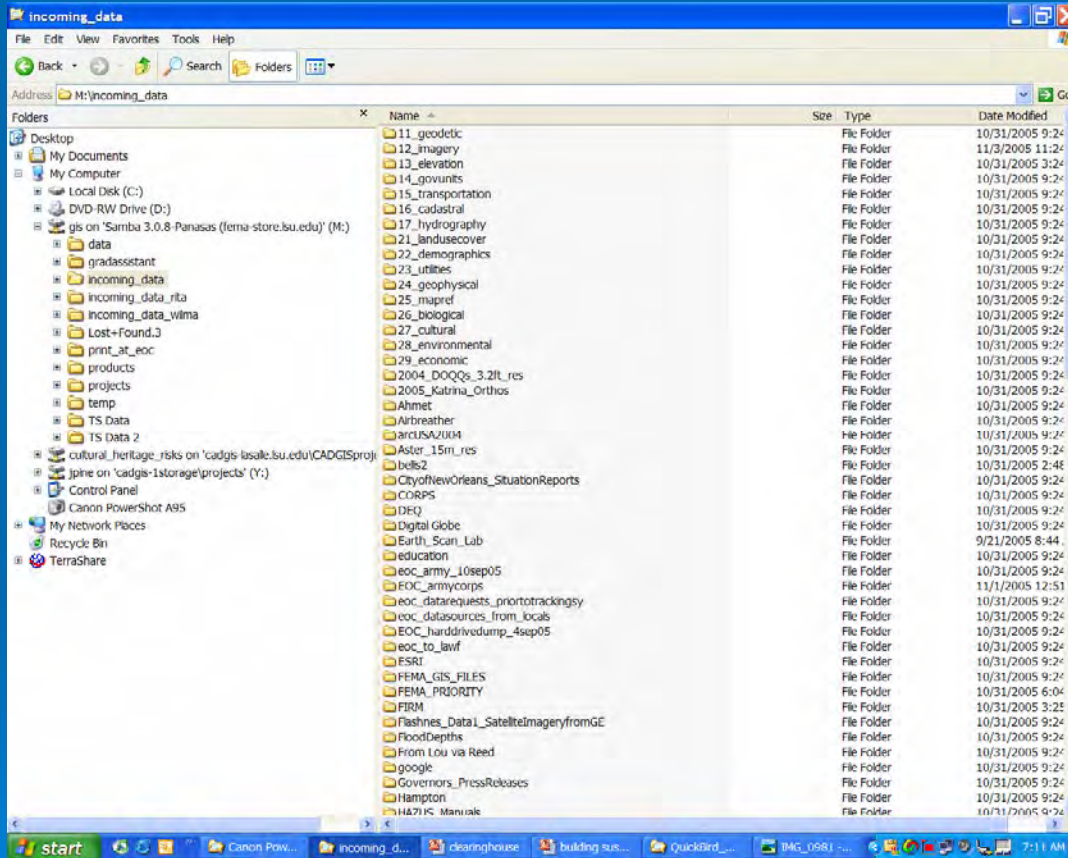 incoming_data
File Edit View Favorites Tools Help
Back Search Folders
Address M:\incoming_data Go
Folders
Name Size Type Date Modified
Desktop
My Documents
My Computer
Local Disk (C:)
DVD-RW Drive (D:)
gis on 'Samba 3.0.8-Panasas (fema-store.lsu.edu)' (M:)
data
gradassistant
incoming_data
incoming_data_rita
incoming_data_wilma
Lost+Found.3
print_at_eoc
products
projects
temp
TS Data
TS Data 2
cultural_heritage_risks on 'cadgis-lasalle.lsu.edu\CADGISproj
jpine on 'cadgis-1storage\projects' (Y:)
Control Panel
Canon PowerShot A95
My Network Places
Recycle Bin
TerraShare
11_geodetic File Folder 10/31/2005 9:24
12_imagery File Folder 11/3/2005 11:24
13_elevation File Folder 10/31/2005 3:24
14_govunits File Folder 10/31/2005 9:24
15_transportation File Folder 10/31/2005 9:24
16_cadastral File Folder 10/31/2005 9:24
17_hydrography File Folder 10/31/2005 9:24
21_landusecover File Folder 10/31/2005 9:24
22_demographics File Folder 10/31/2005 9:24
23_utilities File Folder 10/31/2005 9:24
24_geophysical File Folder 10/31/2005 9:24
25_mapref File Folder 10/31/2005 9:24
26_biological File Folder 10/31/2005 9:24
27_cultural File Folder 10/31/2005 9:24
28_environmental File Folder 10/31/2005 9:24
29_economic File Folder 10/31/2005 9:24
2004_DOQQs_3.2ft_res File Folder 10/31/2005 9:24
2005_Katrina_Orthos File Folder 10/31/2005 9:24
Ahmet File Folder 10/31/2005 9:24
Airbreather File Folder 10/31/2005 9:24
arcUSA2004 File Folder 10/31/2005 9:24
Aster_15m_res File Folder 10/31/2005 9:24
bells2 File Folder 10/31/2005 2:48
CityofNewOrleans_SituationReports File Folder 10/31/2005 9:24
CORPS File Folder 10/31/2005 9:24
DEQ File Folder 10/31/2005 9:24
Digital Globe File Folder 10/31/2005 9:24
Earth_Scan_Lab File Folder 9/21/2005 8:44
education File Folder 10/31/2005 9:24
eoc_army_10sep05 File Folder 10/31/2005 9:24
EOC_armycorps File Folder 11/1/2005 12:51
eoc_datarequests_priortotrackingsy File Folder 10/31/2005 9:24
eoc_datasources_from_locals File Folder 10/31/2005 9:24
EOC_harddrivedump_4sep05 File Folder 10/31/2005 9:24
eoc_to_lawf File Folder 10/31/2005 9:24
ESRI File Folder 10/31/2005 9:24
FEMA_GIS_FILES File Folder 10/31/2005 9:24
FEMA_PRIORITY File Folder 10/31/2005 6:04
FIRM File Folder 10/31/2005 3:25
Flashnes_Data1_SateliteImageryfromGE File Folder 10/31/2005 9:24
FloodDepths File Folder 10/31/2005 9:24
From Lou via Reed File Folder 10/31/2005 9:24
google File Folder 10/31/2005 9:24
Governors_PressReleases File Folder 10/31/2005 9:24
Hampton File Folder 10/31/2005 9:24
HAZUS_Manuals File Folder 10/31/2005 9:24
start Canon Pow... incoming_d... clearinghouse building sus... QuickBird_... IMG_0981 -... 7:11 AM